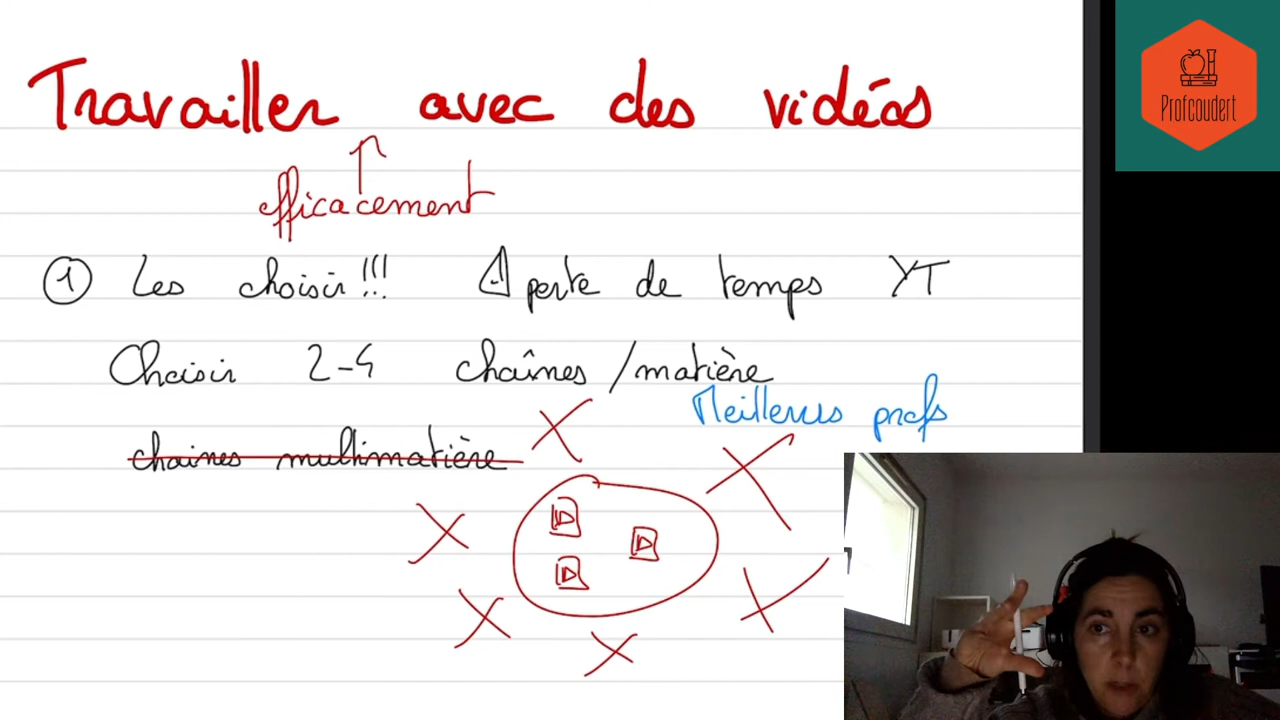 Travailler avec des vidéos
efficacement
1 Les choisir!!! ⚠ perte de temps YT
Choisir 2-4 chaînes /matière
Meilleurs profs
chaines multimatière
Profcoudert